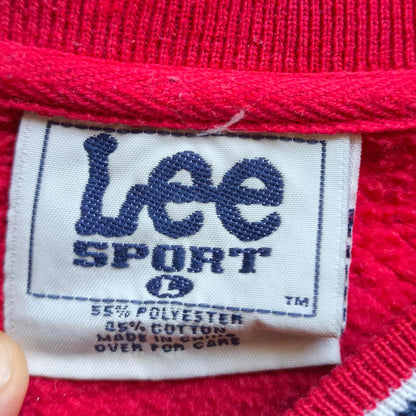 Lee
SPORT
L
TM
55% POLYESTER
45% COTTON
MADE IN
OVER FOR CARE